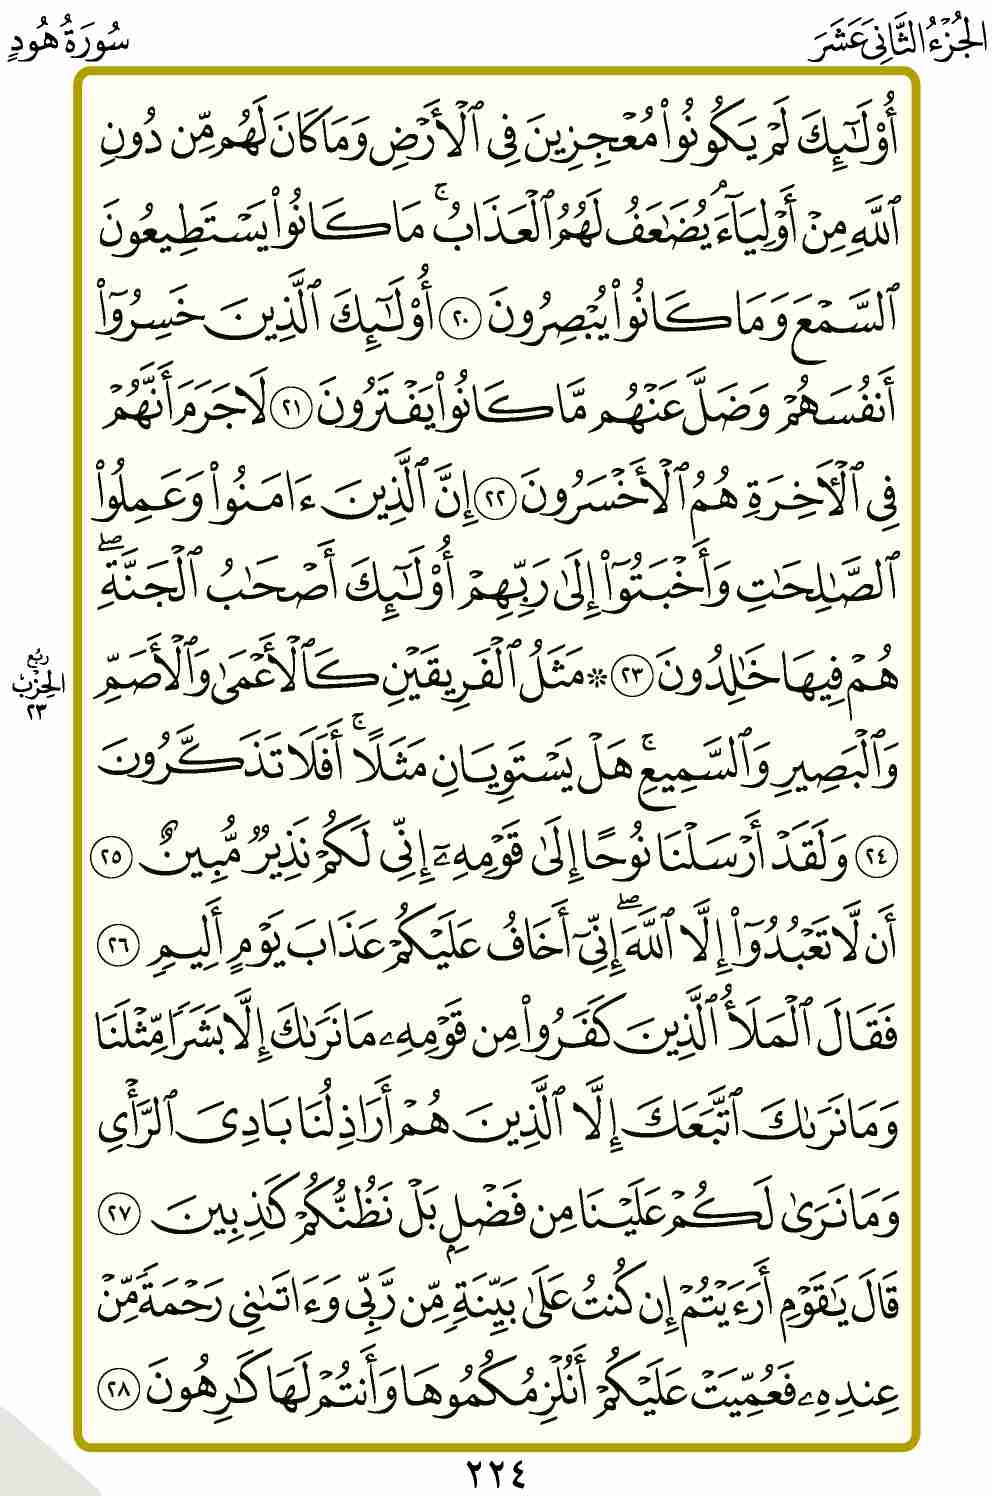 الجُزْءُ الثَّانِيَ عَشَرَ
سُورَةُ هُودٍ
أُوْلَٰٓئِكَ لَمْ يَكُونُوا۟ مُعْجِزِينَ فِى ٱلْأَرْضِ وَمَا كَانَ لَهُم مِّن دُونِ
ٱللَّهِ مِنْ أَوْلِيَآءَ ۘ يُضَٰعَفُ لَهُمُ ٱلْعَذَابُ ۚ مَا كَانُوا۟ يَسْتَطِيعُونَ
ٱلسَّمْعَ وَمَا كَانُوا۟ يُبْصِرُونَ ٢٠ أُوْلَٰٓئِكَ ٱلَّذِينَ خَسِرُوٓا۟
أَنفُسَهُمْ وَضَلَّ عَنْهُم مَّا كَانُوا۟ يَفْتَرُونَ ٢١ لَا جَرَمَ أَنَّهُمْ
فِى ٱلْءَاخِرَةِ هُمُ ٱلْأَخْسَرُونَ ٢٢ إِنَّ ٱلَّذِينَ ءَامَنُوا۟ وَعَمِلُوا۟
ٱلصَّٰلِحَٰتِ وَأَخْبَتُوٓا۟ إِلَىٰ رَبِّهِمْ أُوْلَٰٓئِكَ أَصْحَٰبُ ٱلْجَنَّةِ ۖ
هُمْ فِيهَا خَٰلِدُونَ ٢٣ ۞ مَثَلُ ٱلْفَرِيقَيْنِ كَٱلْأَعْمَىٰ وَٱلْأَصَمِّ
رُبُع
الحِزْب
٢٣
وَٱلْبَصِيرِ وَٱلسَّمِيعِ ۚ هَلْ يَسْتَوِيَانِ مَثَلًا ۚ أَفَلَا تَذَكَّرُونَ
٢٤ وَلَقَدْ أَرْسَلْنَا نُوحًا إِلَىٰ قَوْمِهِۦٓ إِنِّى لَكُمْ نَذِيرٌ مُّبِينٌ ٢٥
أَن لَّا تَعْبُدُوٓا۟ إِلَّا ٱللَّهَ ۖ إِنِّىٓ أَخَافُ عَلَيْكُمْ عَذَابَ يَوْمٍ أَلِيمٍ ٢٦
فَقَالَ ٱلْمَلَأُ ٱلَّذِينَ كَفَرُوا۟ مِن قَوْمِهِۦ مَا نَرَىٰكَ إِلَّا بَشَرًا مِّثْلَنَا
وَمَا نَرَىٰكَ ٱتَّبَعَكَ إِلَّا ٱلَّذِينَ هُمْ أَرَاذِلُنَا بَادِىَ ٱلرَّأْىِ
وَمَا نَرَىٰ لَكُمْ عَلَيْنَا مِن فَضْلٍۭ بَلْ نَظُنُّكُمْ كَٰذِبِينَ ٢٧
قَالَ يَٰقَوْمِ أَرَءَيْتُمْ إِن كُنتُ عَلَىٰ بَيِّنَةٍ مِّن رَّبِّى وَءَاتَىٰنِى رَحْمَةً مِّنْ
عِندِهِۦ فَعُمِّيَتْ عَلَيْكُمْ أَنُلْزِمُكُمُوهَا وَأَنتُمْ لَهَا كَٰرِهُونَ ٢٨
٢٢٤